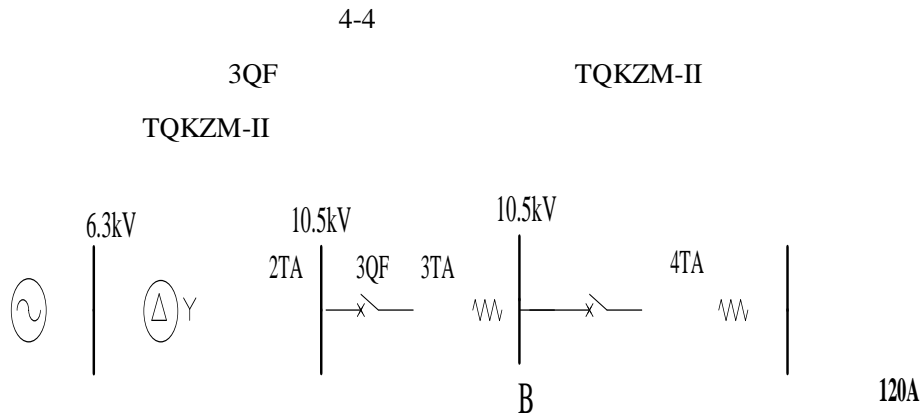 4-4
3QF TQKZM-II
TQKZM-II
6.3kV 10.5kV 10.5kV
2TA 3QF 3TA 4TA
Δ Y
B 120A